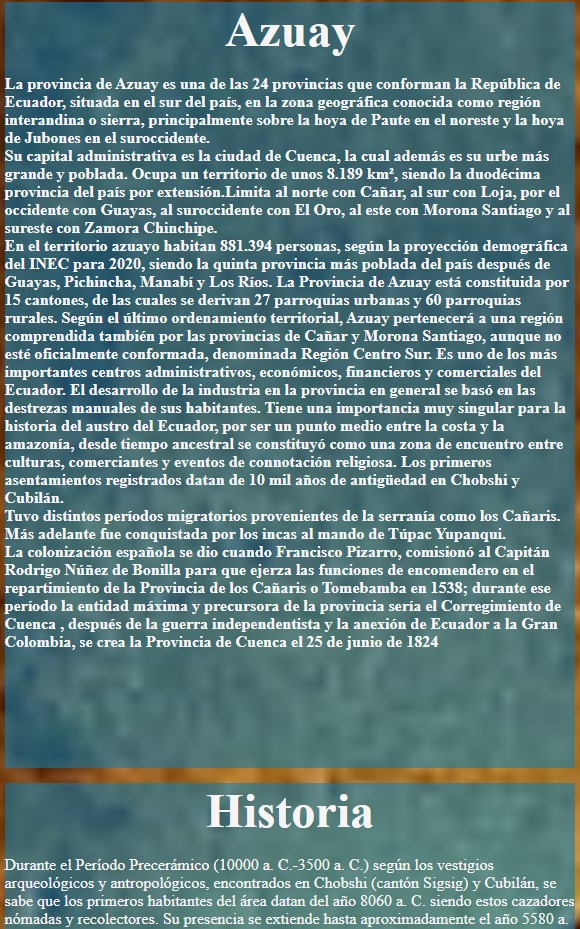 Azuay
La provincia de Azuay es una de las 24 provincias que conforman la República de
Ecuador, situada en el sur del país, en la zona geográfica conocida como región
interandina o sierra, principalmente sobre la hoya de Paute en el noreste y la hoya
de Jubones en el suroccidente.
Su capital administrativa es la ciudad de Cuenca, la cual además es su urbe más
grande y poblada. Ocupa un territorio de unos 8.189 km², siendo la duodécima
provincia del país por extensión.Limita al norte con Cañar, al sur con Loja, por el
occidente con Guayas, al suroccidente con El Oro, al este con Morona Santiago y al
sureste con Zamora Chinchipe.
En el territorio azuayo habitan 881.394 personas, según la proyección demográfica
del INEC para 2020, siendo la quinta provincia más poblada del país después de
Guayas, Pichincha, Manabí y Los Ríos. La Provincia de Azuay está constituida por
15 cantones, de las cuales se derivan 27 parroquias urbanas y 60 parroquias
rurales. Según el último ordenamiento territorial, Azuay pertenecerá a una región
comprendida también por las provincias de Cañar y Morona Santiago, aunque no
esté oficialmente conformada, denominada Región Centro Sur. Es uno de los más
importantes centros administrativos, económicos, financieros y comerciales del
Ecuador. El desarrollo de la industria en la provincia en general se basó en las
destrezas manuales de sus habitantes. Tiene una importancia muy singular para la
historia del austro del Ecuador, por ser un punto medio entre la costa y la
amazonía, desde tiempo ancestral se constituyó como una zona de encuentro entre
culturas, comerciantes y eventos de connotación religiosa. Los primeros
asentamientos registrados datan de 10 mil años de antigüedad en Chobshi y
Cubilán.
Tuvo distintos períodos migratorios provenientes de la serranía como los Cañaris.
Más adelante fue conquistada por los incas al mando de Túpac Yupanqui.
La colonización española se dio cuando Francisco Pizarro, comisionó al Capitán
Rodrigo Núñez de Bonilla para que ejerza las funciones de encomendero en el
repartimiento de la Provincia de los Cañaris o Tomebamba en 1538; durante ese
período la entidad máxima y precursora de la provincia sería el Corregimiento de
Cuenca , después de la guerra independentista y la anexión de Ecuador a la Gran
Colombia, se crea la Provincia de Cuenca el 25 de junio de 1824
Historia
Durante el Período Precerámico (10000 a. C.-3500 a. C.) según los vestigios
arqueológicos y antropológicos, encontrados en Chobshi (cantón Sigsig) y Cubilán, se
sabe que los primeros habitantes del área datan del año 8060 a. C. siendo estos cazadores
nómadas y recolectores. Su presencia se extiende hasta aproximadamente el año 5580 a.